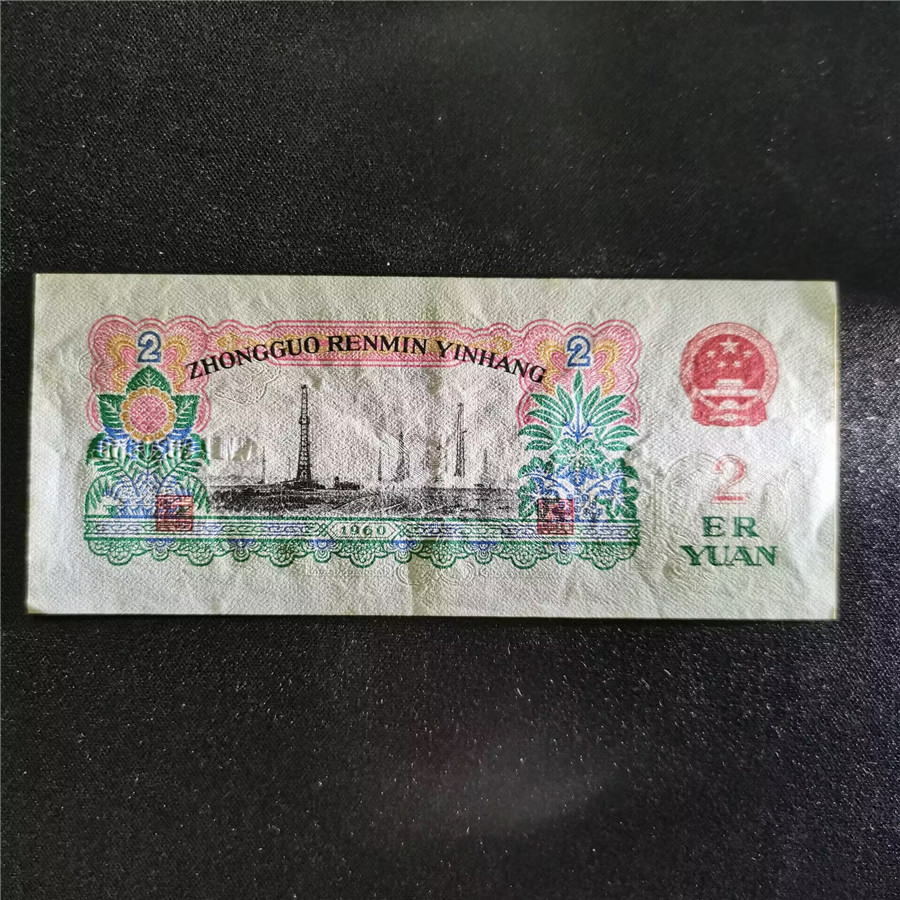 2
ZHONGGUO RENMIN YINHANG
2
1960
2
ER
YUAN